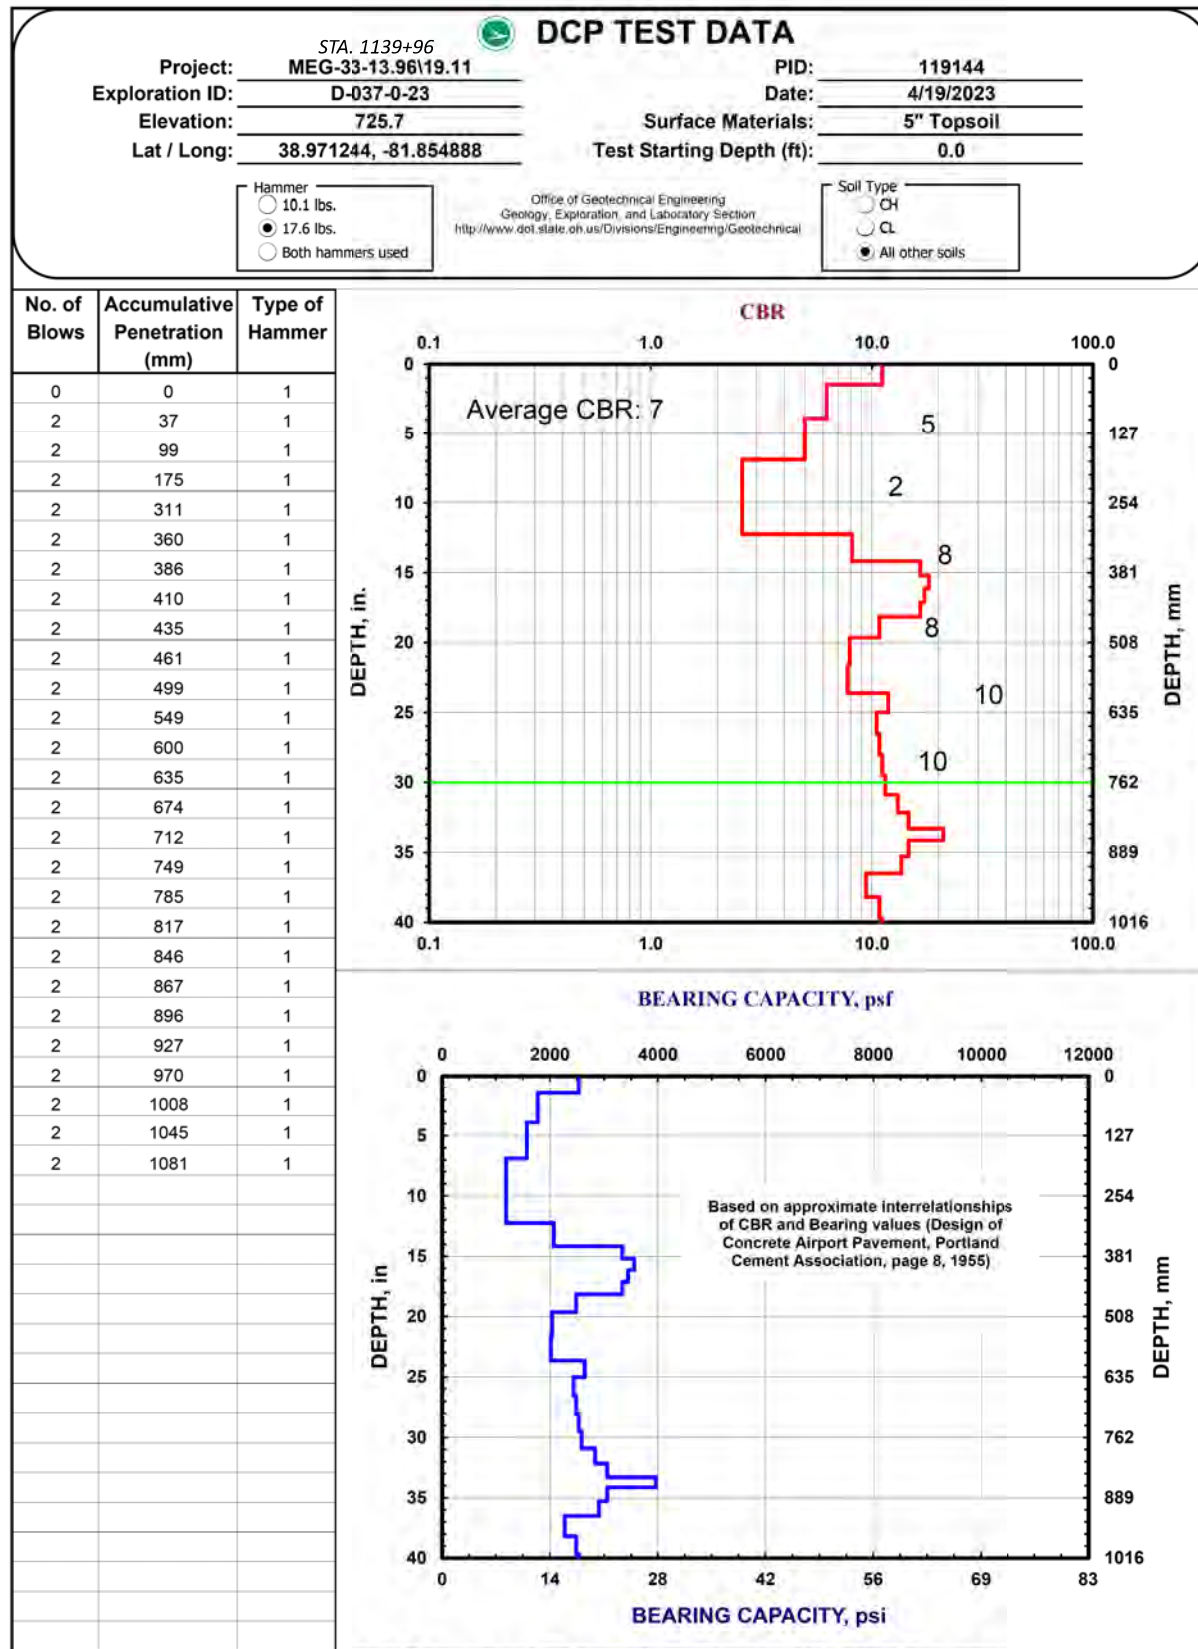 DCP TEST DATA
STA. 1139+96
Project: MEG-33-13.96\19.11 PID: 119144
Exploration ID: D-037-0-23 Date: 4/19/2023
Elevation: 725.7 Surface Materials: 5" Topsoil
Lat / Long: 38.971244, -81.854888 Test Starting Depth (ft): 0.0
Hammer
10.1 lbs.
17.6 lbs.
Both hammers used
Office of Geotechnical Engineering
Geology, Exploration, and Laboratory Section
http://www.dot.state.oh.us/Divisions/Engineering/Geotechnical
Soil Type
CH
CL
All other soils
No. of Blows Accumulative Penetration (mm) Type of Hammer
0 0 1
2 37 1
2 99 1
2 175 1
2 311 1
2 360 1
2 386 1
2 410 1
2 435 1
2 461 1
2 499 1
2 549 1
2 600 1
2 635 1
2 674 1
2 712 1
2 749 1
2 785 1
2 817 1
2 846 1
2 867 1
2 896 1
2 927 1
2 970 1
2 1008 1
2 1045 1
2 1081 1
CBR
0.1 1.0 10.0 100.0
0 0
Average CBR: 7
5
5 127
2
10 254
8
15 381
8
20 508
10
25 635
10
30 762
35 889
40 1016
0.1 1.0 10.0 100.0
DEPTH, in.
DEPTH, mm
BEARING CAPACITY, psf
0 2000 4000 6000 8000 10000 12000
0 0
5 127
10 254
Based on approximate interrelationships
of CBR and Bearing values (Design of
Concrete Airport Pavement, Portland
Cement Association, page 8, 1955)
15 381
20 508
25 635
30 762
35 889
40 1016
DEPTH, in
DEPTH, mm
0 14 28 42 56 69 83
BEARING CAPACITY, psi